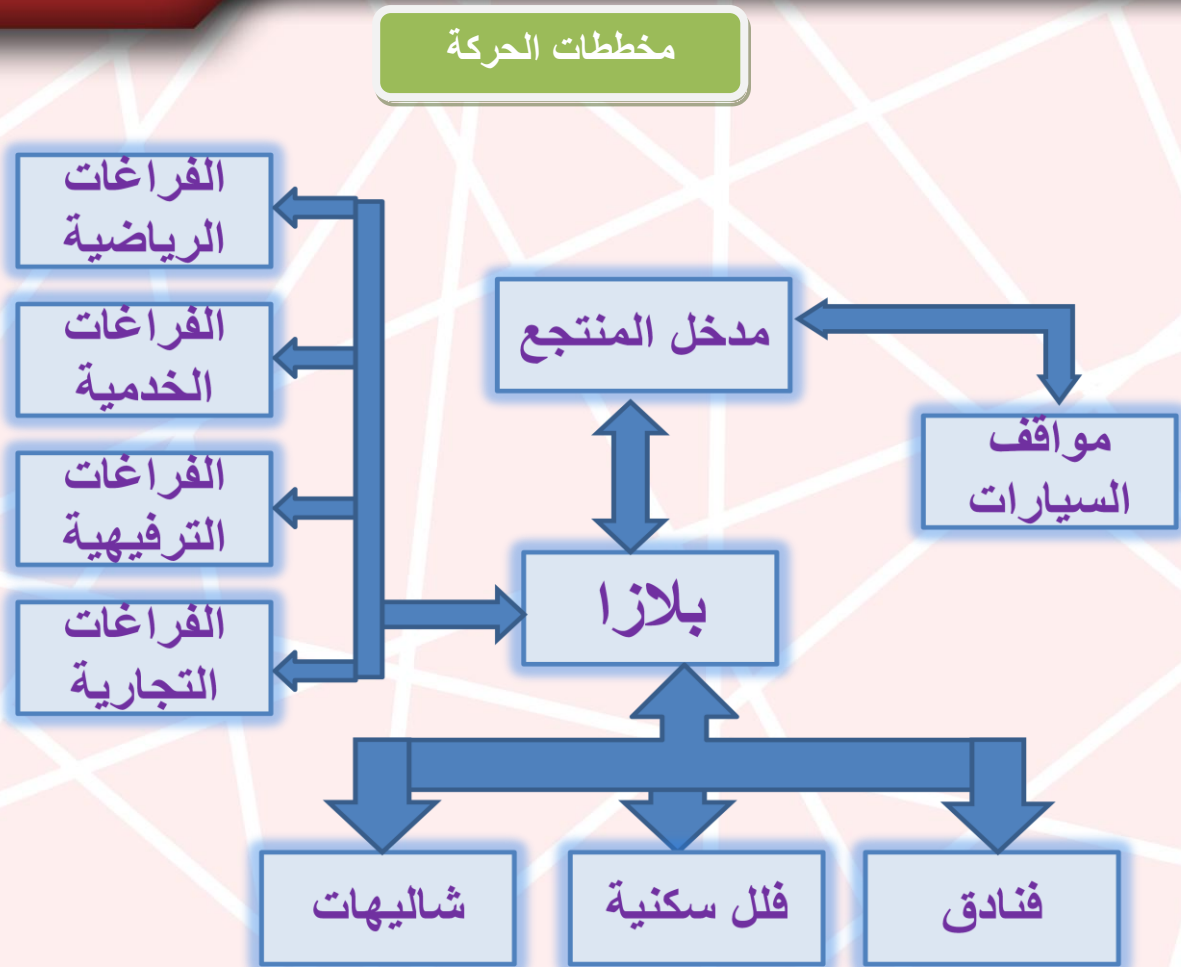 مخططات الحركة
الفراغات
الرياضية
مدخل المنتجع
الفراغات
الخدمية
مواقف
السيارات
الفراغات
الترفيهية
بلازا
الفراغات
التجارية
فنادق
فلل سكنية
شاليهات